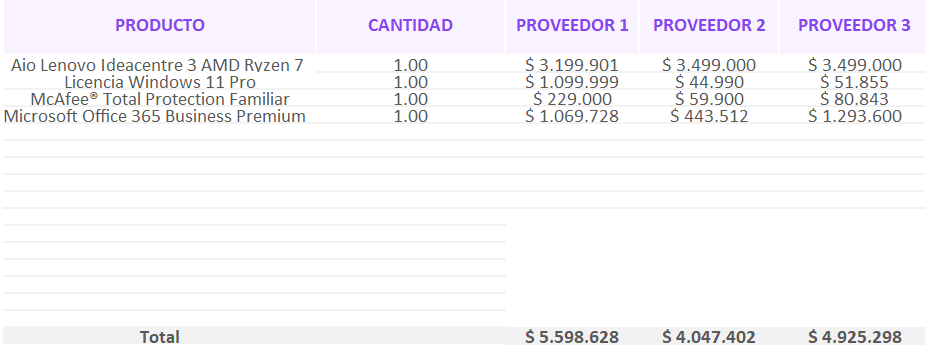 PRODUCTO CANTIDAD PROVEEDOR 1 PROVEEDOR 2 PROVEEDOR 3
Aio Lenovo Ideacentre 3 AMD Ryzen 7 1.00 $ 3.199.901 $ 3.499.000 $ 3.499.000
Licencia Windows 11 Pro 1.00 $ 1.099.999 $ 44.990 $ 51.855
McAfee® Total Protection Familiar 1.00 $ 229.000 $ 59.900 $ 80.843
Microsoft Office 365 Business Premium 1.00 $ 1.069.728 $ 443.512 $ 1.293.600
Total $ 5.598.628 $ 4.047.402 $ 4.925.298